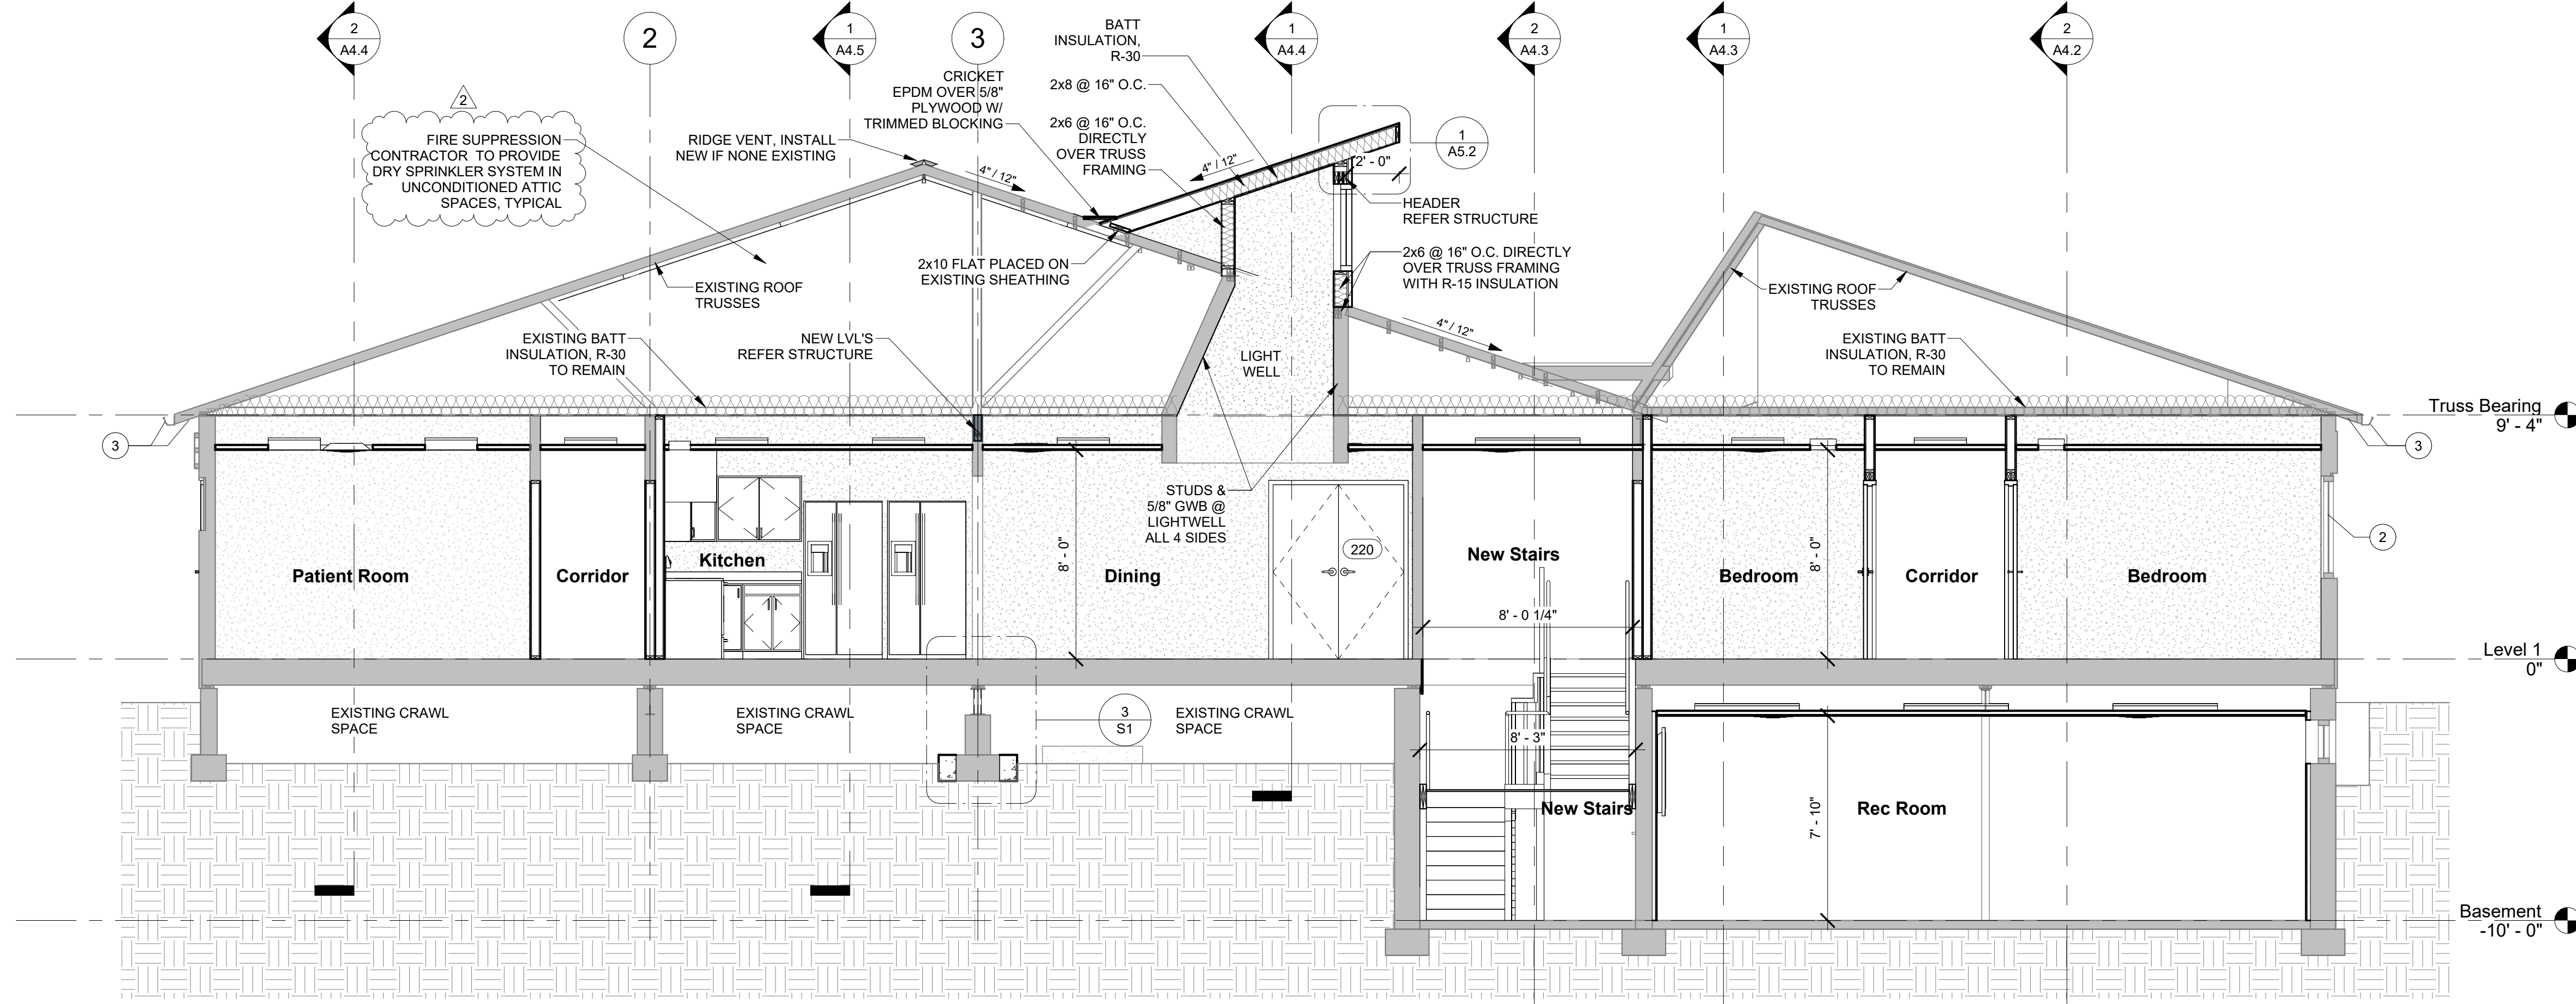 2
A4.4
2
1
A4.5
3
1
A4.4
2
A4.3
1
A4.3
2
A4.2
2
FIRE SUPPRESSION
CONTRACTOR TO PROVIDE
DRY SPRINKLER SYSTEM IN
UNCONDITIONED ATTIC
SPACES, TYPICAL
RIDGE VENT, INSTALL
NEW IF NONE EXISTING
CRICKET
EPDM OVER 5/8"
PLYWOOD W/
TRIMMED BLOCKING
BATT
INSULATION,
R-30
2x8 @ 16" O.C.
2x6 @ 16" O.C.
DIRECTLY
OVER TRUSS
FRAMING
4" / 12"
4" / 12"
2' - 0"
1
A5.2
HEADER
REFER STRUCTURE
2x10 FLAT PLACED ON
EXISTING SHEATHING
2x6 @ 16" O.C. DIRECTLY
OVER TRUSS FRAMING
WITH R-15 INSULATION
EXISTING ROOF
TRUSSES
EXISTING ROOF
TRUSSES
EXISTING BATT
INSULATION, R-30
TO REMAIN
NEW LVL'S
REFER STRUCTURE
LIGHT
WELL
4" / 12"
EXISTING BATT
INSULATION, R-30
TO REMAIN
Truss Bearing
9' - 4"
3
3
STUDS &
5/8" GWB @
LIGHTWELL
ALL 4 SIDES
2
220
8' - 0"
8' - 0"
Patient Room
Corridor
Kitchen
Dining
New Stairs
Bedroom
Corridor
Bedroom
8' - 0 1/4"
Level 1
0"
EXISTING CRAWL
SPACE
EXISTING CRAWL
SPACE
3
S1
EXISTING CRAWL
SPACE
8' - 3"
7' - 10"
New Stairs
Rec Room
Basement
-10' - 0"